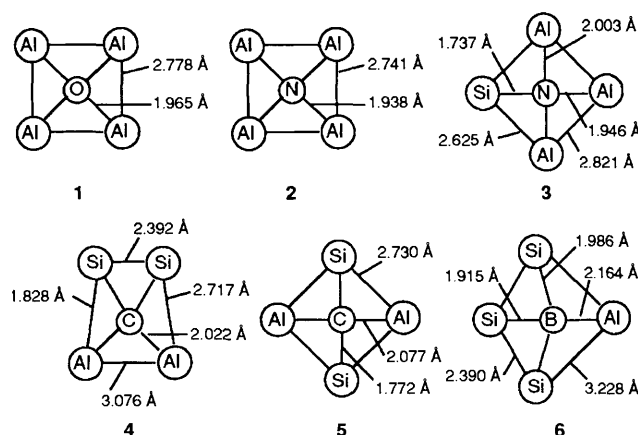 Al Al
O
Al Al
2.778 Å
1.965 Å
1
Al Al
N
Al Al
2.741 Å
1.938 Å
2
Al
Si N Al
Al
1.737 Å
2.003 Å
1.946 Å
2.625 Å
2.821 Å
3
2.392 Å
Si Si
C
Al Al
1.828 Å
2.717 Å
2.022 Å
3.076 Å
4
Si
Al C Al
Si
2.730 Å
2.077 Å
1.772 Å
5
Si
Si B Al
Si
1.986 Å
1.915 Å
2.164 Å
2.390 Å
3.228 Å
6